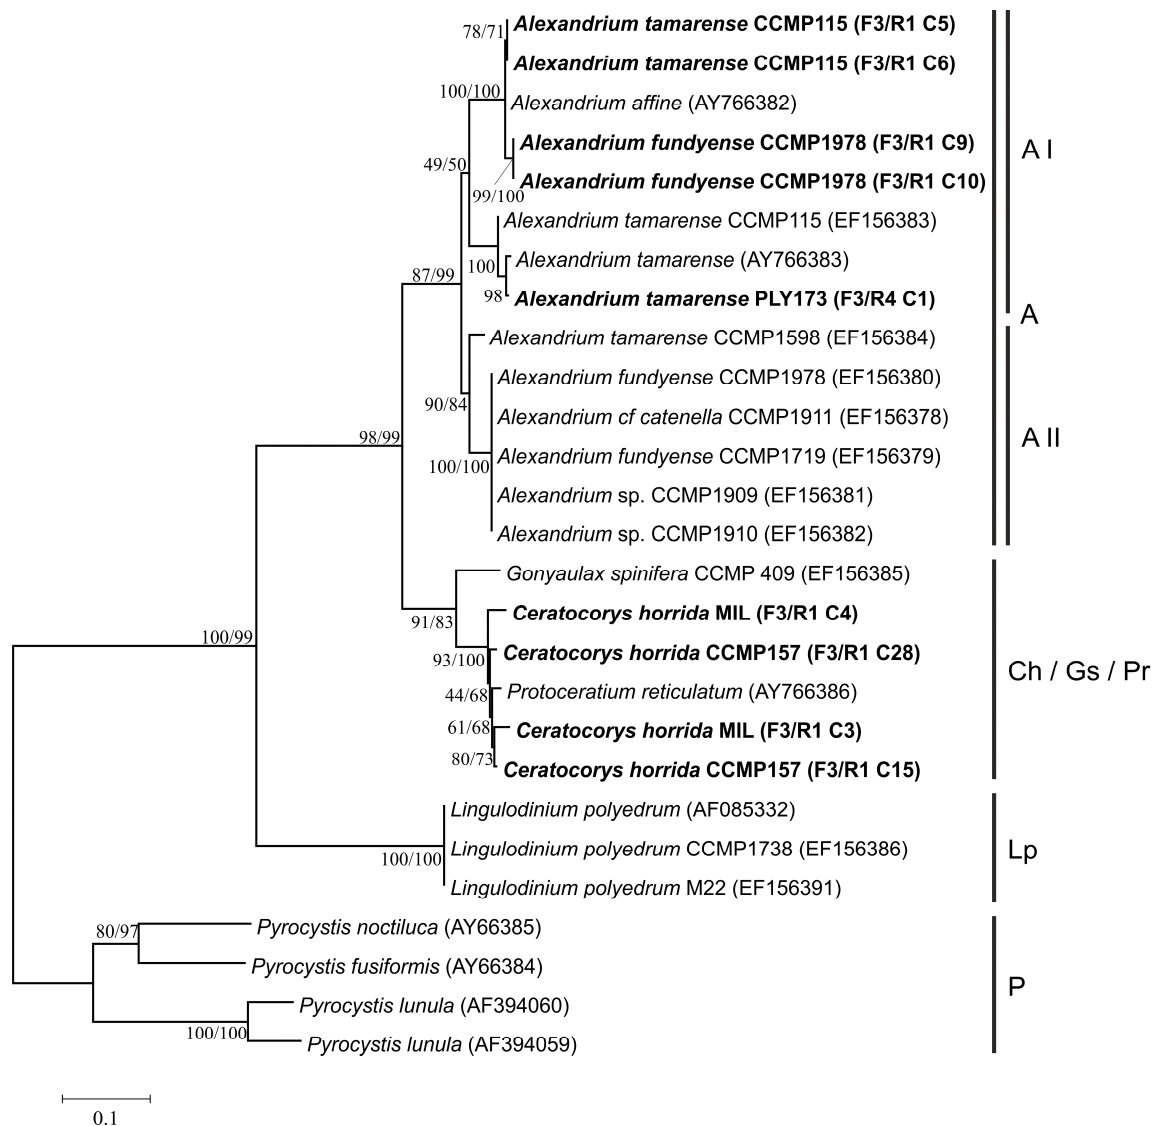 78/71
Alexandrium tamarense CCMP115 (F3/R1 C5)
Alexandrium tamarense CCMP115 (F3/R1 C6)
100/100
Alexandrium affine (AY766382)
Alexandrium fundyense CCMP1978 (F3/R1 C9)
A I
49/50
Alexandrium fundyense CCMP1978 (F3/R1 C10)
99/100
Alexandrium tamarense CCMP115 (EF156383)
Alexandrium tamarense (AY766383)
100
87/99
98
Alexandrium tamarense PLY173 (F3/R4 C1)
A
Alexandrium tamarense CCMP1598 (EF156384)
Alexandrium fundyense CCMP1978 (EF156380)
90/84
Alexandrium cf catenella CCMP1911 (EF156378)
98/99
A II
Alexandrium fundyense CCMP1719 (EF156379)
100/100
Alexandrium sp. CCMP1909 (EF156381)
Alexandrium sp. CCMP1910 (EF156382)
Gonyaulax spinifera CCMP 409 (EF156385)
Ceratocorys horrida MIL (F3/R1 C4)
91/83
100/99
Ceratocorys horrida CCMP157 (F3/R1 C28)
93/100
Ch / Gs / Pr
Protoceratium reticulatum (AY766386)
44/68
61/68
Ceratocorys horrida MIL (F3/R1 C3)
80/73
Ceratocorys horrida CCMP157 (F3/R1 C15)
Lingulodinium polyedrum (AF085332)
Lingulodinium polyedrum CCMP1738 (EF156386)
Lp
100/100
Lingulodinium polyedrum M22 (EF156391)
Pyrocystis noctiluca (AY66385)
80/97
Pyrocystis fusiformis (AY66384)
P
Pyrocystis lunula (AF394060)
100/100
Pyrocystis lunula (AF394059)
0.1